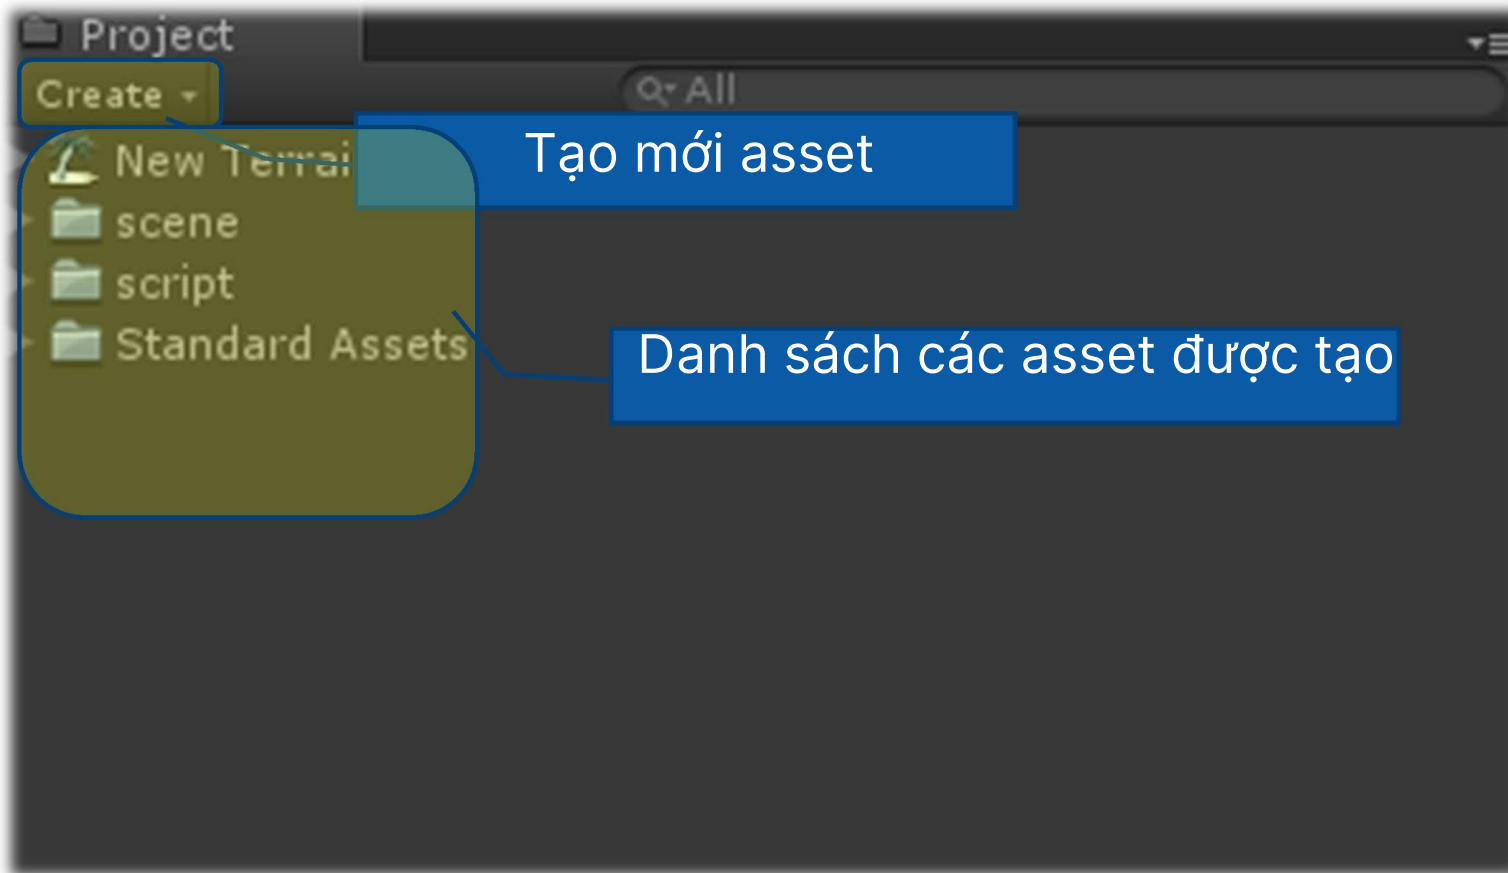 Project
Create
All
New Terrai
Tạo mới asset
scene
script
Standard Assets
Danh sách các asset được tạo